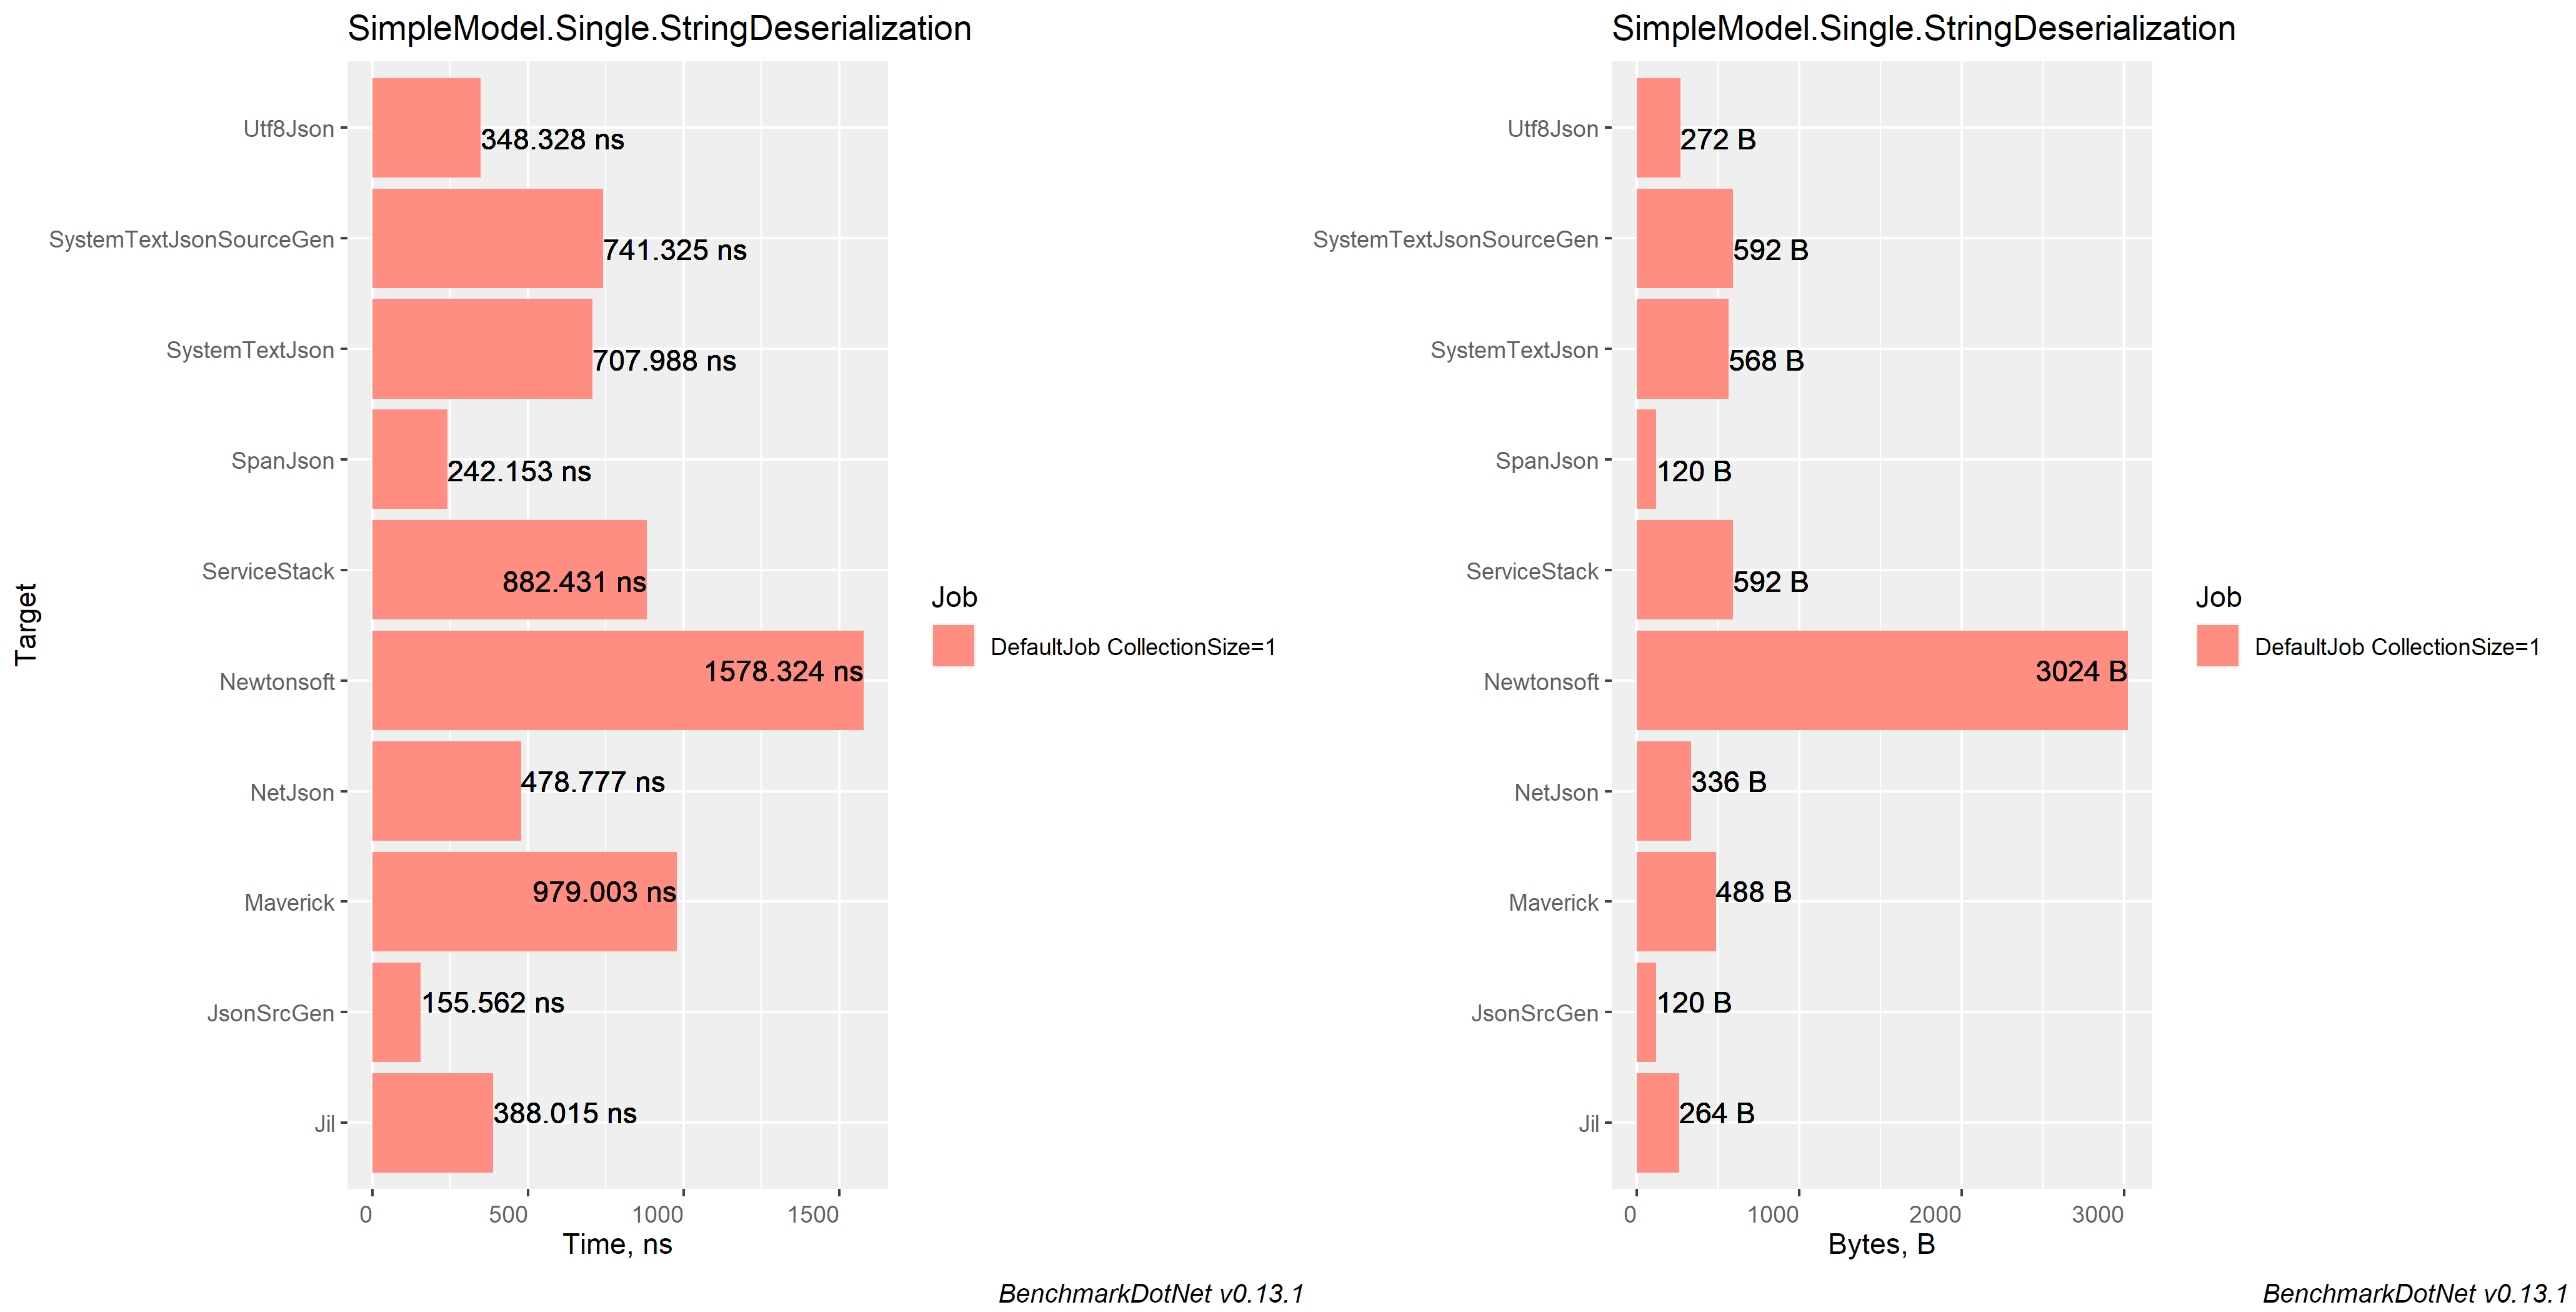 SimpleModel.Single.StringDeserialization
Target
Utf8Json
348.328 ns
SystemTextJsonSourceGen
741.325 ns
SystemTextJson
707.988 ns
SpanJson
242.153 ns
ServiceStack
882.431 ns
Newtonsoft
1578.324 ns
NetJson
478.777 ns
Maverick
979.003 ns
JsonSrcGen
155.562 ns
Jil
388.015 ns
0 500 1000 1500
Time, ns
Job
DefaultJob CollectionSize=1
BenchmarkDotNet v0.13.1
SimpleModel.Single.StringDeserialization
Utf8Json
272 B
SystemTextJsonSourceGen
592 B
SystemTextJson
568 B
SpanJson
120 B
ServiceStack
592 B
Newtonsoft
3024 B
NetJson
336 B
Maverick
488 B
JsonSrcGen
120 B
Jil
264 B
0 1000 2000 3000
Bytes, B
Job
DefaultJob CollectionSize=1
BenchmarkDotNet v0.13.1